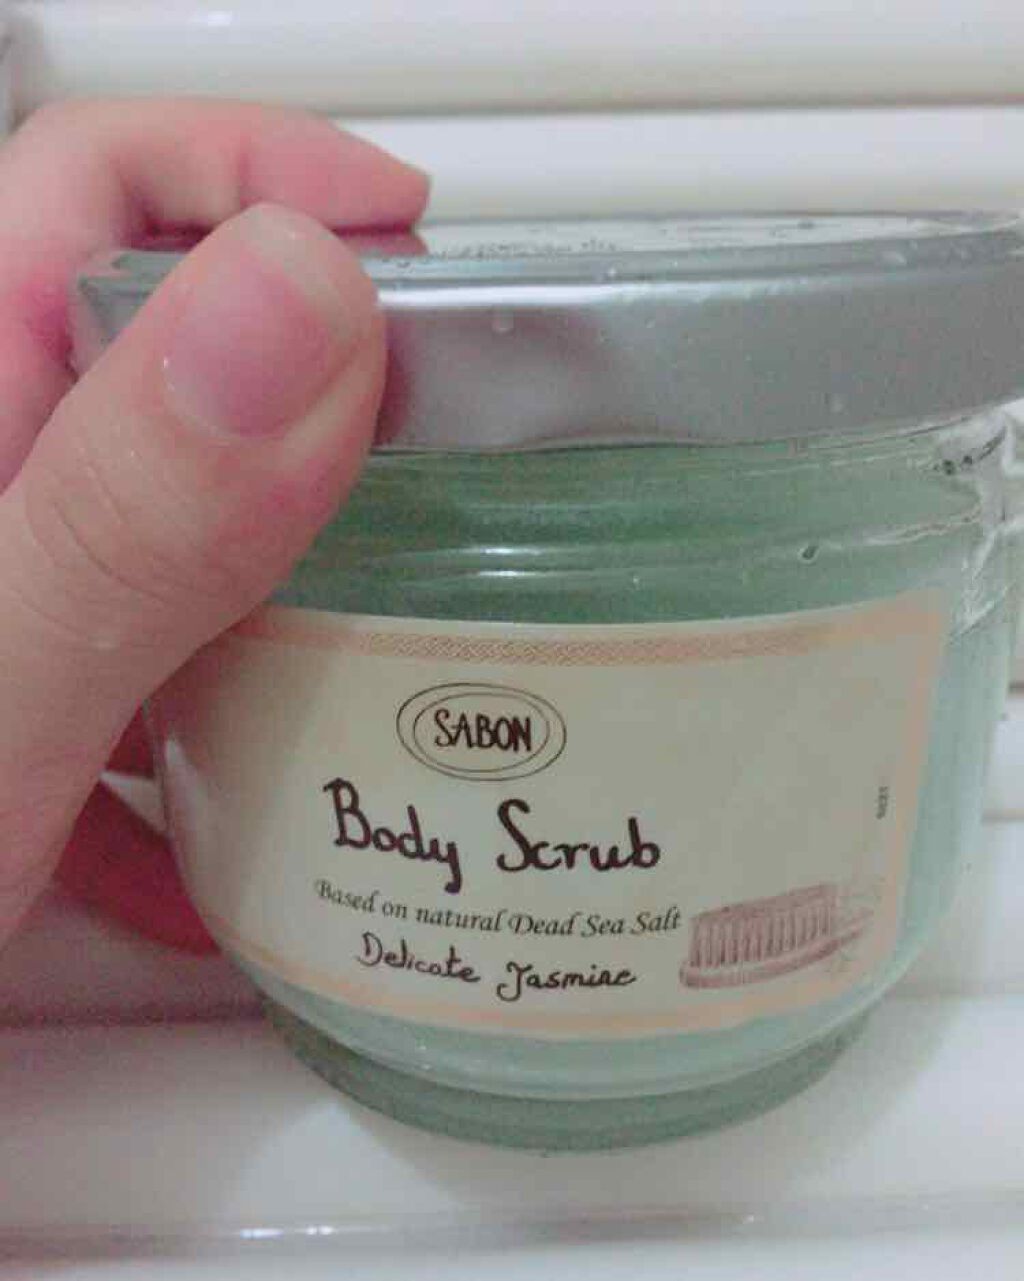 SABON
Body Scrub
Based on natural Dead Sea Salt
Delicate Jasmine